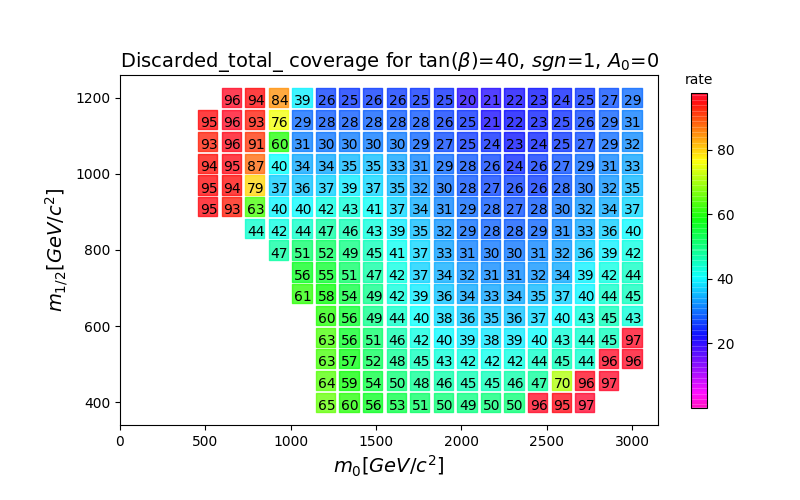 Discarded_total_ coverage for tan(β)=40, sgn=1, A₀=0
rate
1200 96 94 84 39 26 25 26 26 25 25 20 21 22 23 24 25 27 29
95 96 93 76 29 28 28 28 28 26 25 21 22 23 25 26 29 31
93 96 91 60 31 30 30 30 30 27 25 24 23 24 25 27 29 32
80
1000 94 95 87 40 34 34 35 35 33 31 29 28 26 24 26 27 29 31 33
95 94 79 37 36 37 39 37 35 32 30 28 27 26 26 28 30 32 35
95 93 63 40 40 42 43 41 37 34 31 29 28 27 28 30 32 34 37
60
44 42 44 47 46 43 39 35 32 29 28 28 29 31 33 36 40
800 47 51 52 49 45 41 37 33 31 30 30 31 32 36 39 42
56 55 51 47 42 37 34 32 31 31 32 34 39 42 44
40
61 58 54 49 42 39 36 34 33 34 35 37 40 44 45
600 60 56 49 44 40 38 36 35 36 37 40 43 45 43
63 56 51 46 42 40 39 38 39 40 43 44 45 97
20
63 57 52 48 45 43 42 42 42 44 45 44 96 96
64 59 54 50 48 46 45 45 46 47 70 96 97
400 65 60 56 53 51 50 49 50 50 96 95 97
0 500 1000 1500 2000 2500 3000
m₀[GeV/c²]
m₁/₂[GeV/c²]